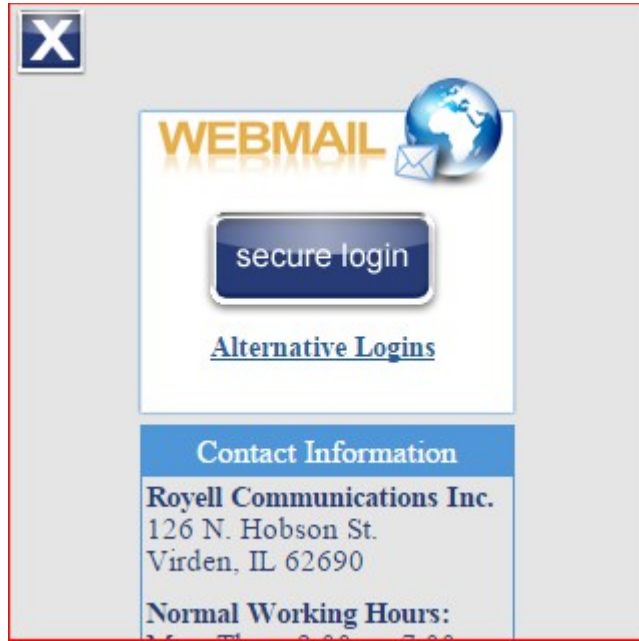 X
WEBMAIL
secure login
Alternative Logins
Contact Information
Royell Communications Inc.
126 N. Hobson St.
Virden, IL 62690
Normal Working Hours: